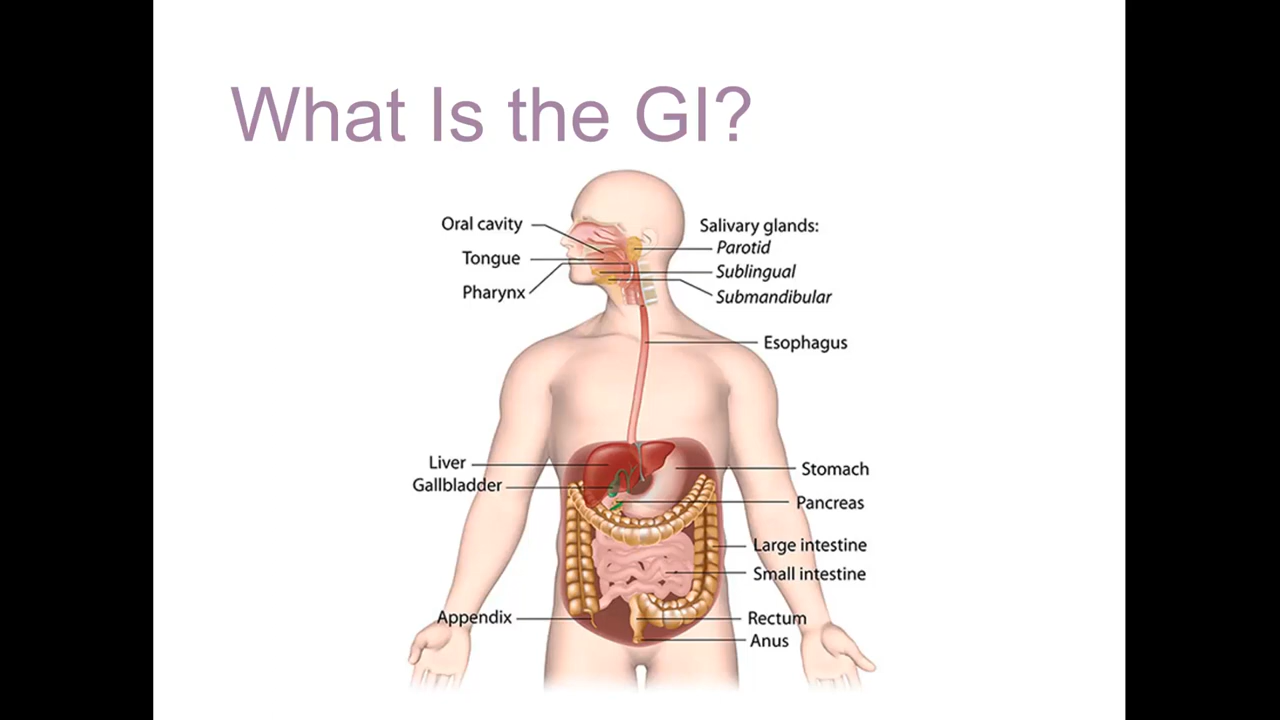 What Is the GI?
Oral cavity
Tongue
Pharynx
Salivary glands:
Parotid
Sublingual
Submandibular
Esophagus
Liver
Gallbladder
Stomach
Pancreas
Large intestine
Small intestine
Appendix
Rectum
Anus